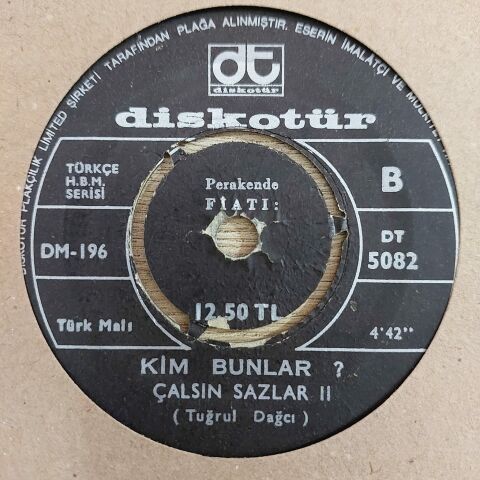 DİSKOTÜR PLAKÇILIK LİMİTED ŞİRKETİ TARAFINDAN PLAĞA ALINMIŞTIR. ESERİN İMALATÇI VE MÜLKİYET
dt
diskotür
diskotür
TÜRKÇE
H.B.M.
SERİSİ
Perakende
FİATI:
B
DM-196
DT
5082
12.50 TL
Türk Malı
4'42"
KİM BUNLAR ?
ÇALSIN SAZLAR II
( Tuğrul Dağcı )